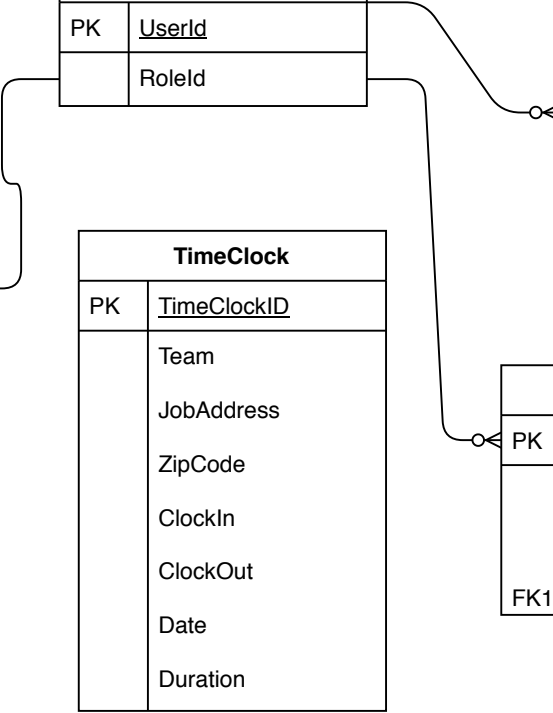 PK UserId
RoleId
TimeClock
PK TimeClockID
Team
JobAddress
ZipCode
ClockIn
ClockOut
Date
Duration
PK
FK1